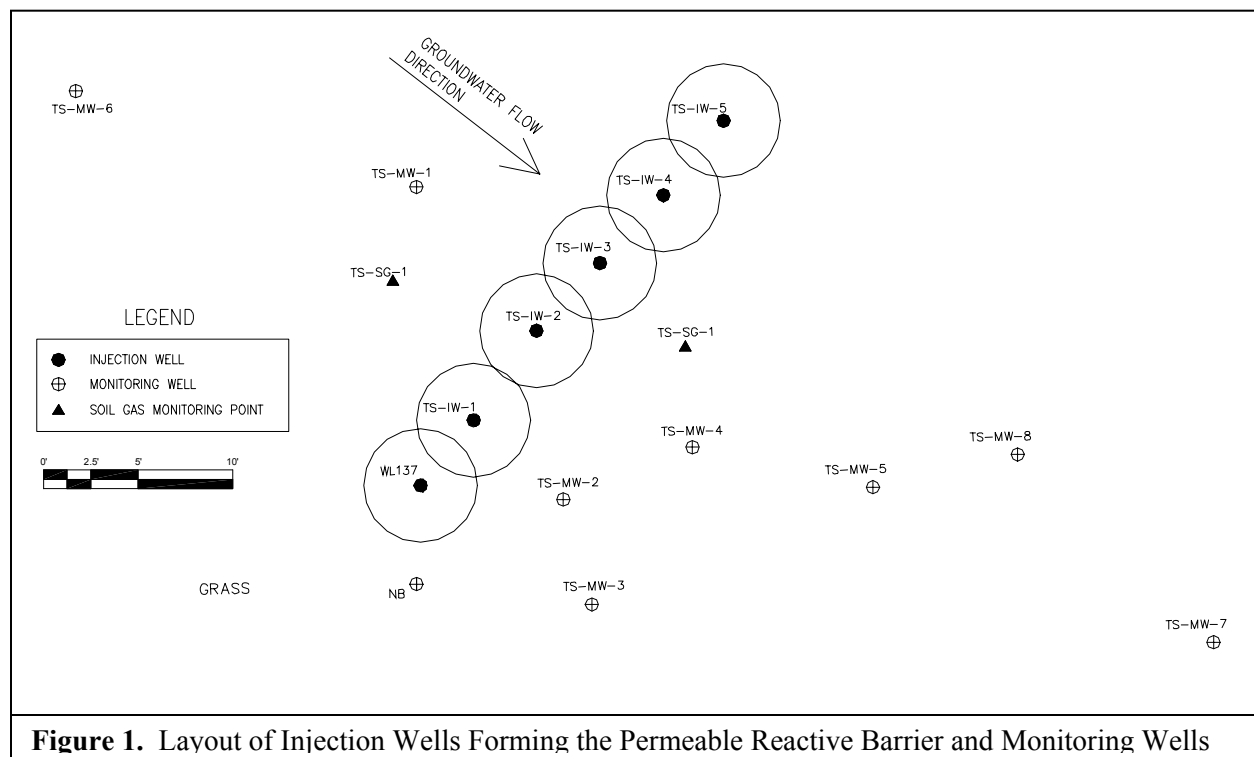 GROUNDWATER FLOW
DIRECTION
TS-IW-5
TS-MW-6
TS-MW-1
TS-IW-4
TS-IW-3
TS-SG-1
TS-IW-2
TS-SG-1
LEGEND
INJECTION WELL
MONITORING WELL
SOIL GAS MONITORING POINT
TS-IW-1
TS-MW-4
TS-MW-8
0' 2.5' 5' 10'
WL137
TS-MW-2
TS-MW-5
GRASS
NB
TS-MW-3
TS-MW-7
Figure 1. Layout of Injection Wells Forming the Permeable Reactive Barrier and Monitoring Wells